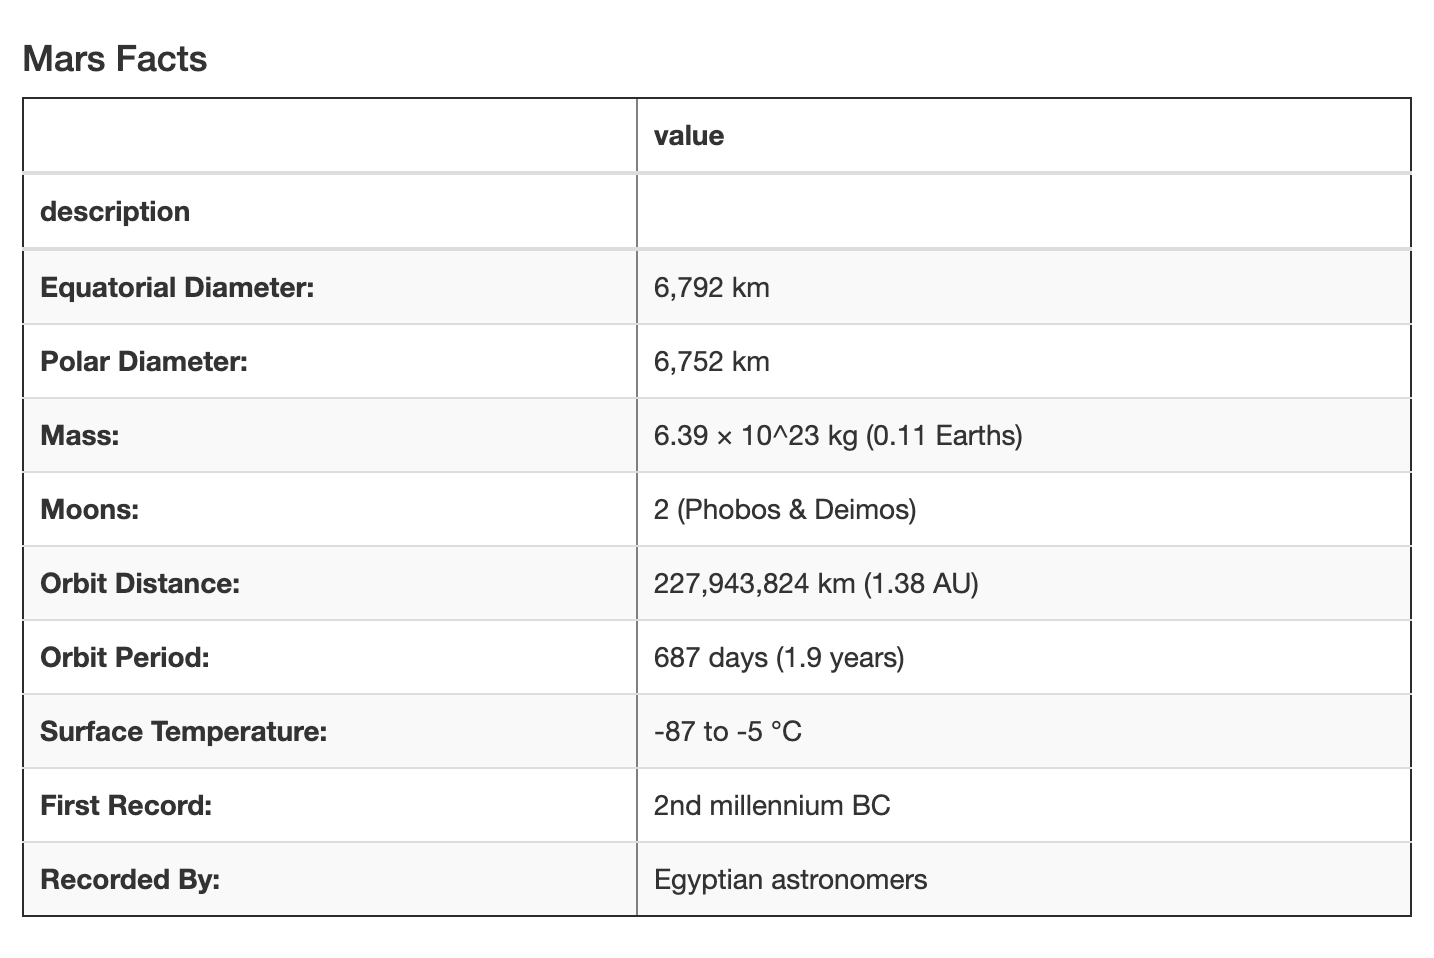 Mars Facts
value
description
Equatorial Diameter: 6,792 km
Polar Diameter: 6,752 km
Mass: 6.39 × 10^23 kg (0.11 Earths)
Moons: 2 (Phobos & Deimos)
Orbit Distance: 227,943,824 km (1.38 AU)
Orbit Period: 687 days (1.9 years)
Surface Temperature: -87 to -5 °C
First Record: 2nd millennium BC
Recorded By: Egyptian astronomers